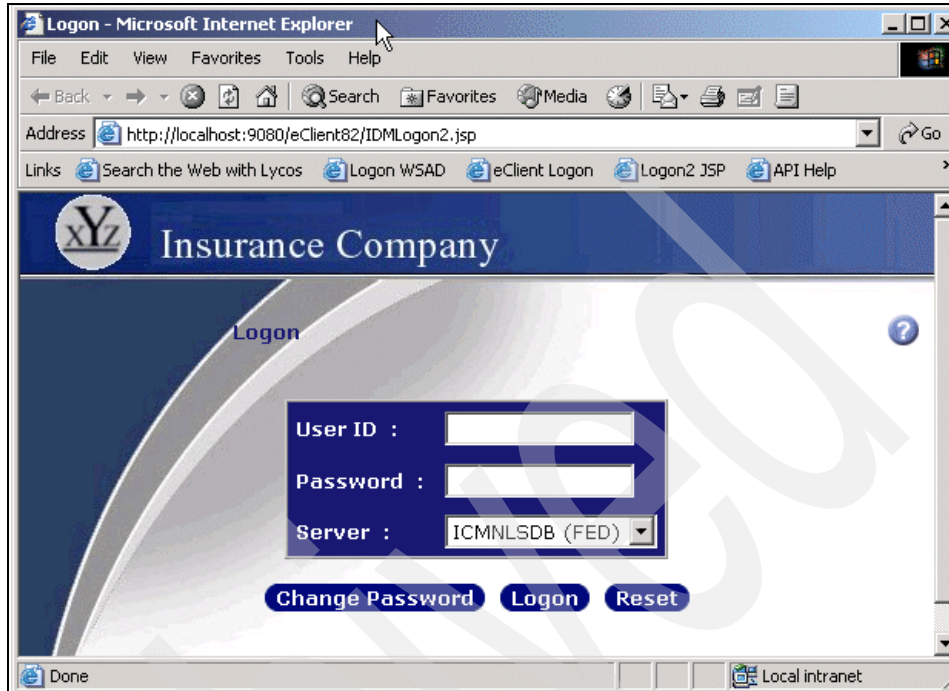 Logon - Microsoft Internet Explorer
File Edit View Favorites Tools Help
Back Search Favorites Media
Address http://localhost:9080/eClient82/IDMLogon2.jsp Go
Links Search the Web with Lycos eClient Logon WSAD eClient Logon Logon2 JSP API Help »
XYZ Insurance Company
Logon
?
User ID :
Password :
Server : ICMNLSDB (FED)
Change Password Logon Reset
Done Local intranet